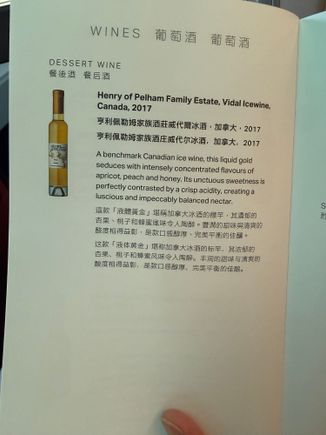 WINES 葡萄酒 葡萄酒
DESSERT WINE
餐後酒 餐后酒
Henry of Pelham Family Estate, Vidal Icewine,
Canada, 2017
亨利佩勒姆家族酒莊威代爾冰酒，加拿大，2017
亨利佩勒姆家族酒庄威代尔冰酒，加拿大，2017
A benchmark Canadian ice wine, this liquid gold
seduces with intensely concentrated flavours of
apricot, peach and honey. Its unctuous sweetness is
perfectly contrasted by a crisp acidity, creating a
luscious and impeccably balanced nectar.
這款「液體黃金」堪稱加拿大冰酒的標竿，其濃郁的
杏果、桃子和蜂蜜風味令人陶醉。豐潤的甜味與清爽的
酸度相得益彰，是款口感醇厚、完美平衡的佳釀。
这款「液体黄金」堪称加拿大冰酒的标竿，其浓郁的
杏果、桃子和蜂蜜风味令人陶醉。丰润的甜味与清爽的
酸度相得益彰，是款口感醇厚、完美平衡的佳酿。